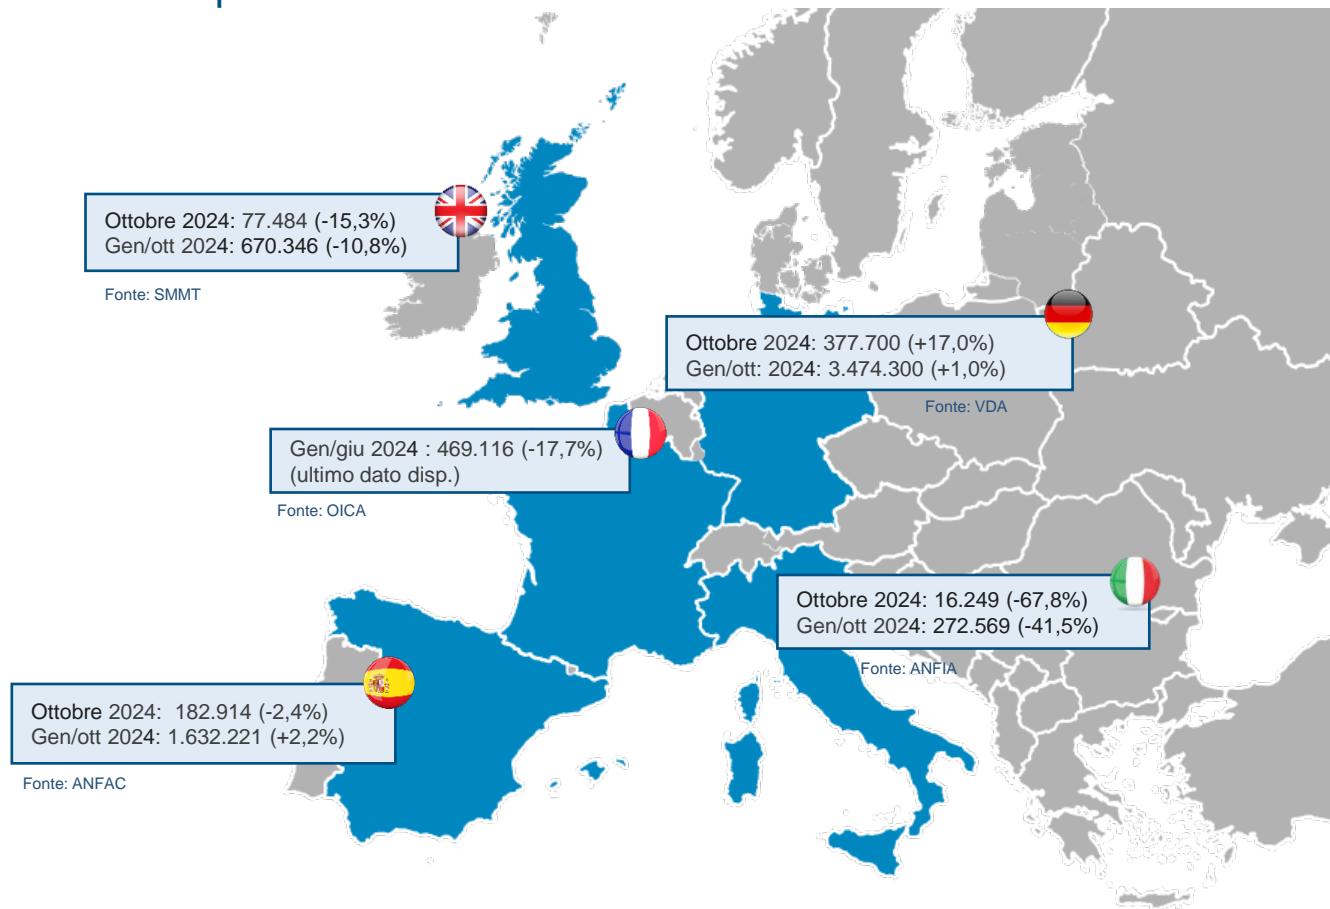 Ottobre 2024: 77.484 (-15,3%)
Gen/ott 2024: 670.346 (-10,8%)
Fonte: SMMT
Ottobre 2024: 377.700 (+17,0%)
Gen/ott: 2024: 3.474.300 (+1,0%)
Fonte: VDA
Gen/giu 2024 : 469.116 (-17,7%)
(ultimo dato disp.)
Fonte: OICA
Ottobre 2024: 16.249 (-67,8%)
Gen/ott 2024: 272.569 (-41,5%)
Fonte: ANFIA
Ottobre 2024: 182.914 (-2,4%)
Gen/ott 2024: 1.632.221 (+2,2%)
Fonte: ANFAC